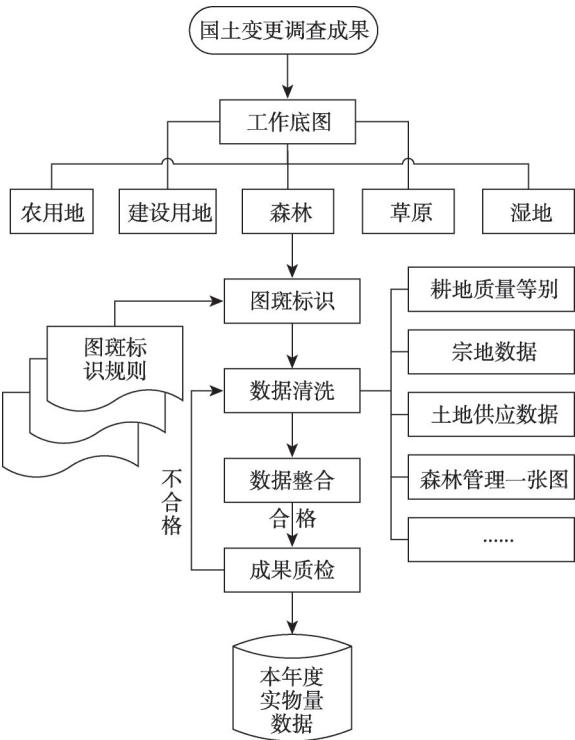 国土变更调查成果
工作底图
农用地
建设用地
森林
草原
湿地
图斑标识
图斑标
识规则
数据清洗
耕地质量等别
宗地数据
土地供应数据
森林管理一张图
……
数据整合
合格
不合格
成果质检
本年度
实物量
数据